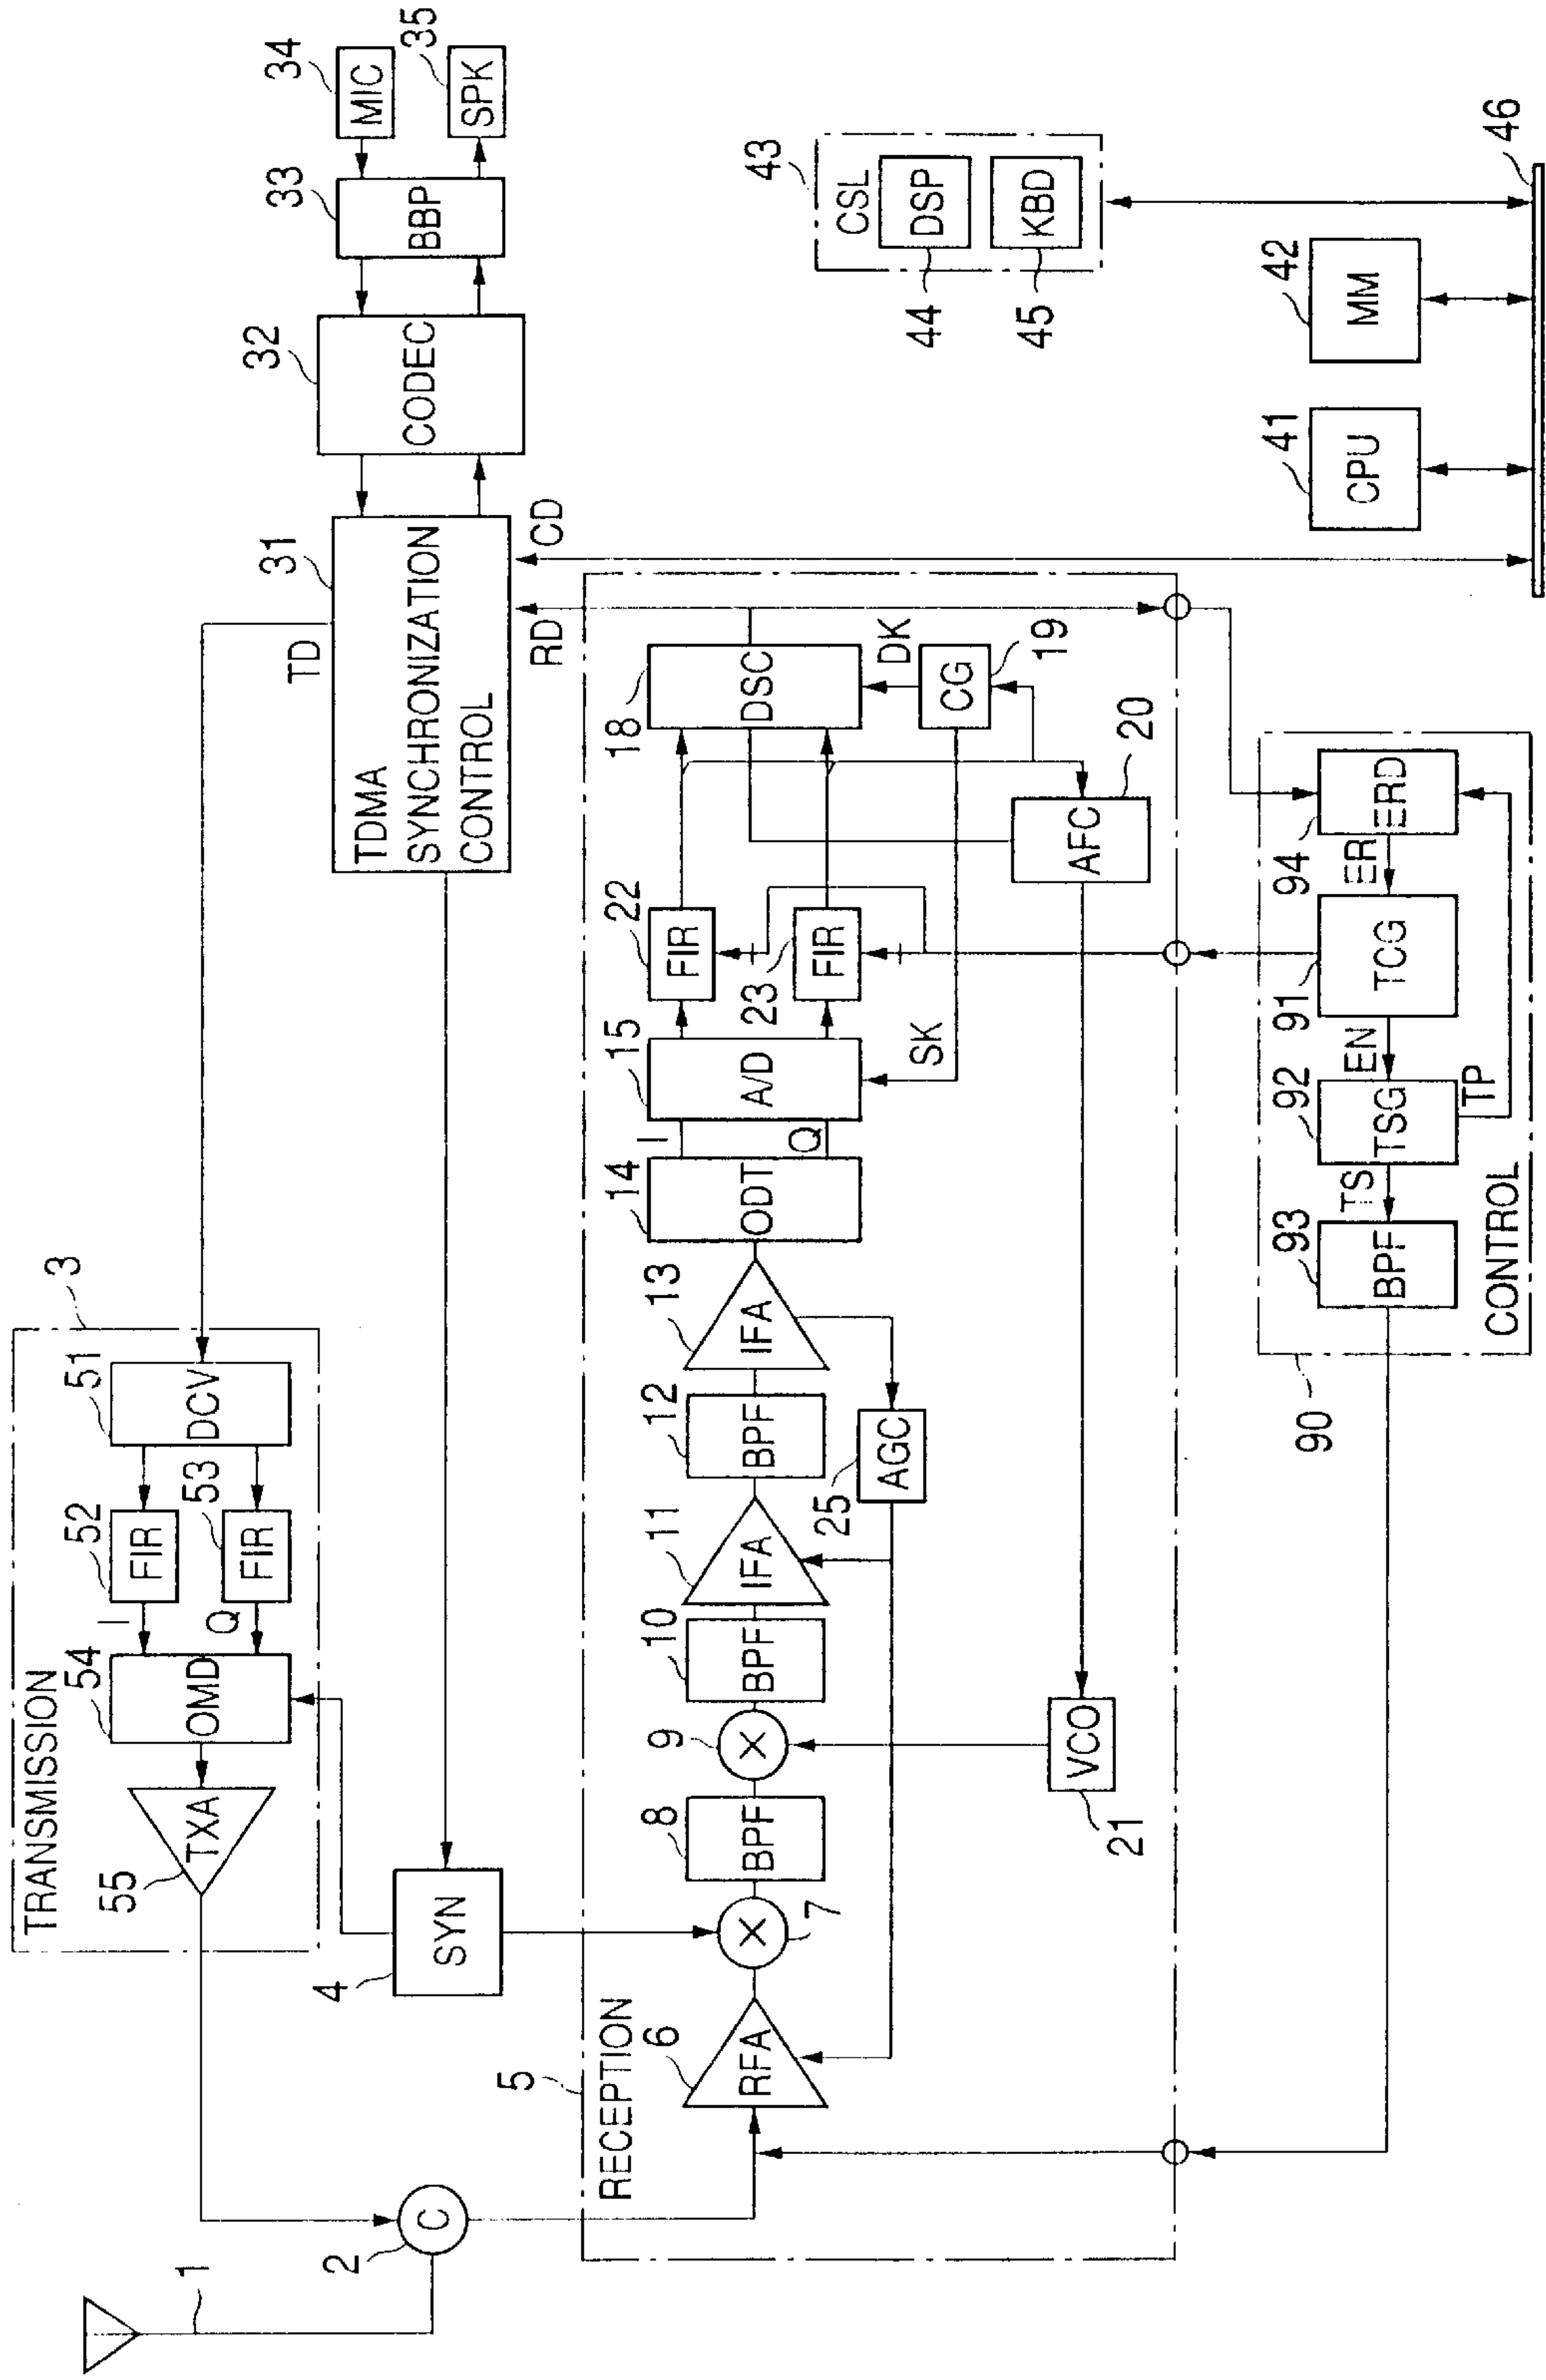 1
2
C
TRANSMISSION
3
55
TXA
54
OMD
I
Q
52
FIR
53
FIR
51
DCV
TD
4
SYN
31
TDMA
SYNCHRONIZATION
CONTROL
RD
CD
32
CODEC
33
BBP
34
MIC
35
SPK
5
RECEPTION
6
RFA
7
×
8
BPF
9
×
10
BPF
11
IFA
12
BPF
13
IFA
25
AGC
14
ODT
I
Q
15
A/D
SK
22
FIR
23
FIR
18
DSC
DK
CG
19
20
AFC
VCO
21
43
CSL
DSP
44
KBD
45
41
CPU
42
MM
46
90
CONTROL
93
BPF
TS
92
TSG
TP
EN
91
TCG
ER
94
ERD